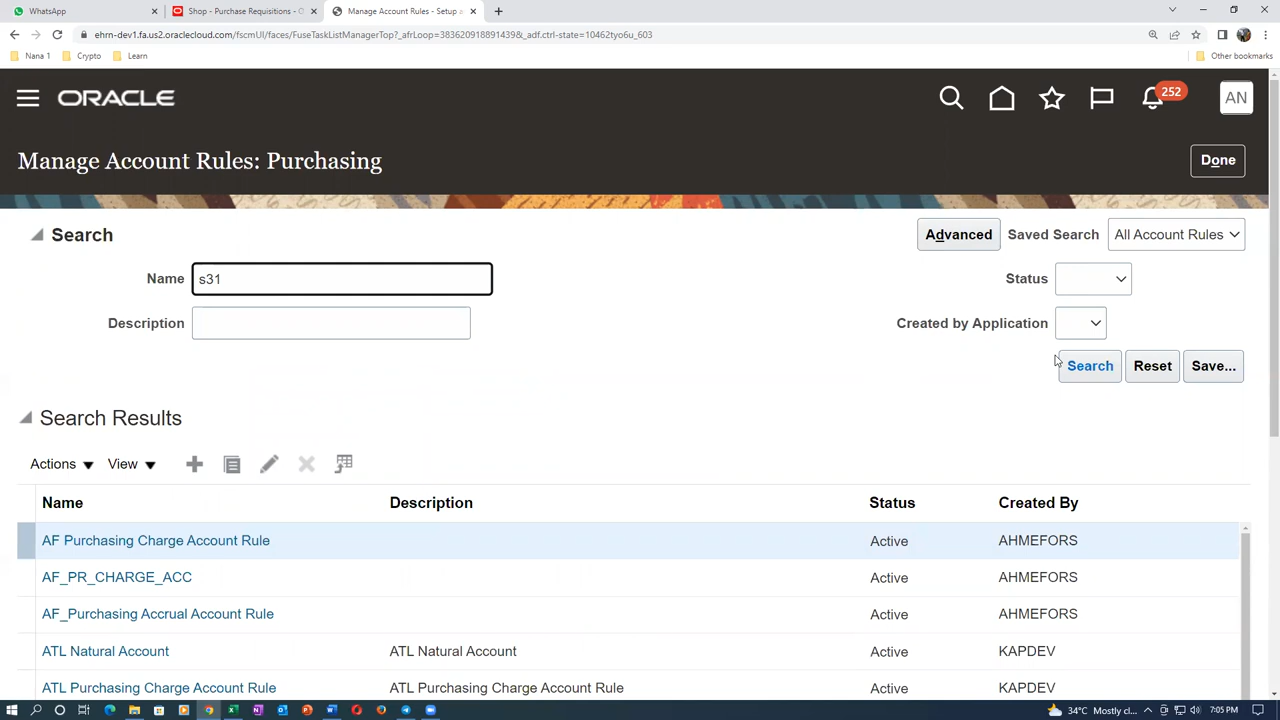 WhatsApp
Shop - Purchase Requisitions - O
Manage Account Rules - Setup a
ehrn-dev1.fa.us2.oraclecloud.com/fscmUI/faces/FuseTaskListManagerTop?_afrLoop=383620918891439&_adf.ctrl-state=10462tyo6u_603
Nana 1
Crypto
Learn
Other bookmarks
ORACLE
252
AN
Manage Account Rules: Purchasing
Done
Search
Advanced
Saved Search
All Account Rules
Name
s31
Status
Description
Created by Application
Search
Reset
Save...
Search Results
Actions
View
Name
Description
Status
Created By
AF Purchasing Charge Account Rule
Active
AHMEFORS
AF_PR_CHARGE_ACC
Active
AHMEFORS
AF_Purchasing Accrual Account Rule
Active
AHMEFORS
ATL Natural Account
ATL Natural Account
Active
KAPDEV
ATL Purchasing Charge Account Rule
ATL Purchasing Charge Account Rule
Active
KAPDEV
34°C Mostly cl...
7:05 PM